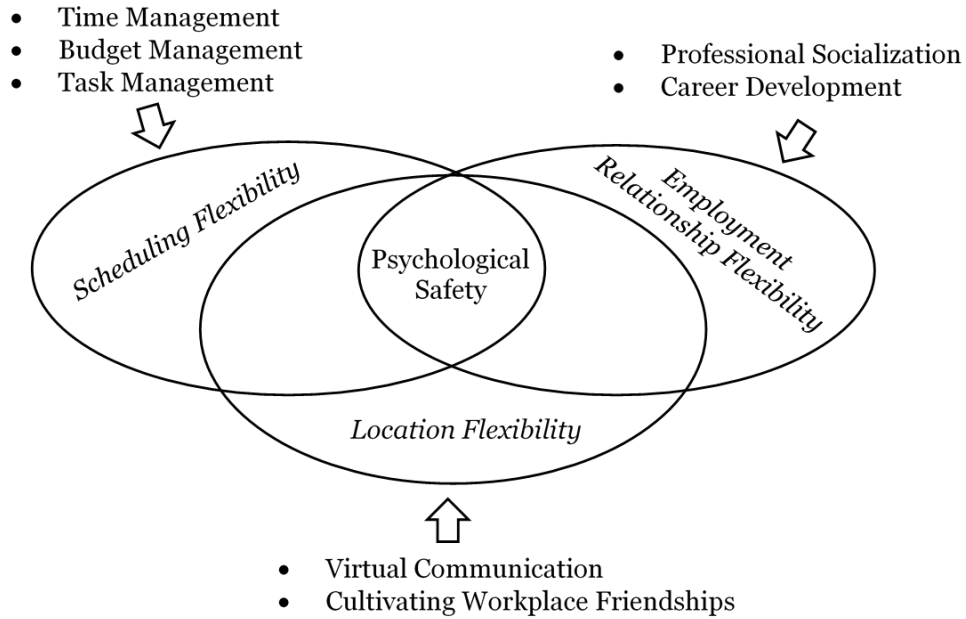 • Time Management
• Budget Management
• Task Management
• Professional Socialization
• Career Development
Scheduling Flexibility
Employment
Relationship Flexibility
Psychological
Safety
Location Flexibility
• Virtual Communication
• Cultivating Workplace Friendships